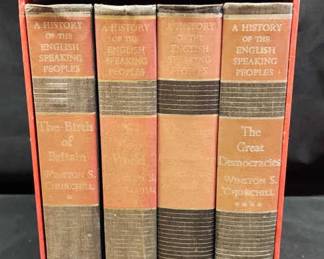 A HISTORY
OF THE
ENGLISH
SPEAKING
PEOPLES
The Birth
of
Britain
WINSTON S.
CHURCHILL
*
A HISTORY
OF THE
ENGLISH
SPEAKING
PEOPLES
World
A HISTORY
OF THE
ENGLISH
SPEAKING
PEOPLES
A HISTORY
OF THE
ENGLISH
SPEAKING
PEOPLES
The
Great
Democracies
WINSTON S.
CHURCHILL
****